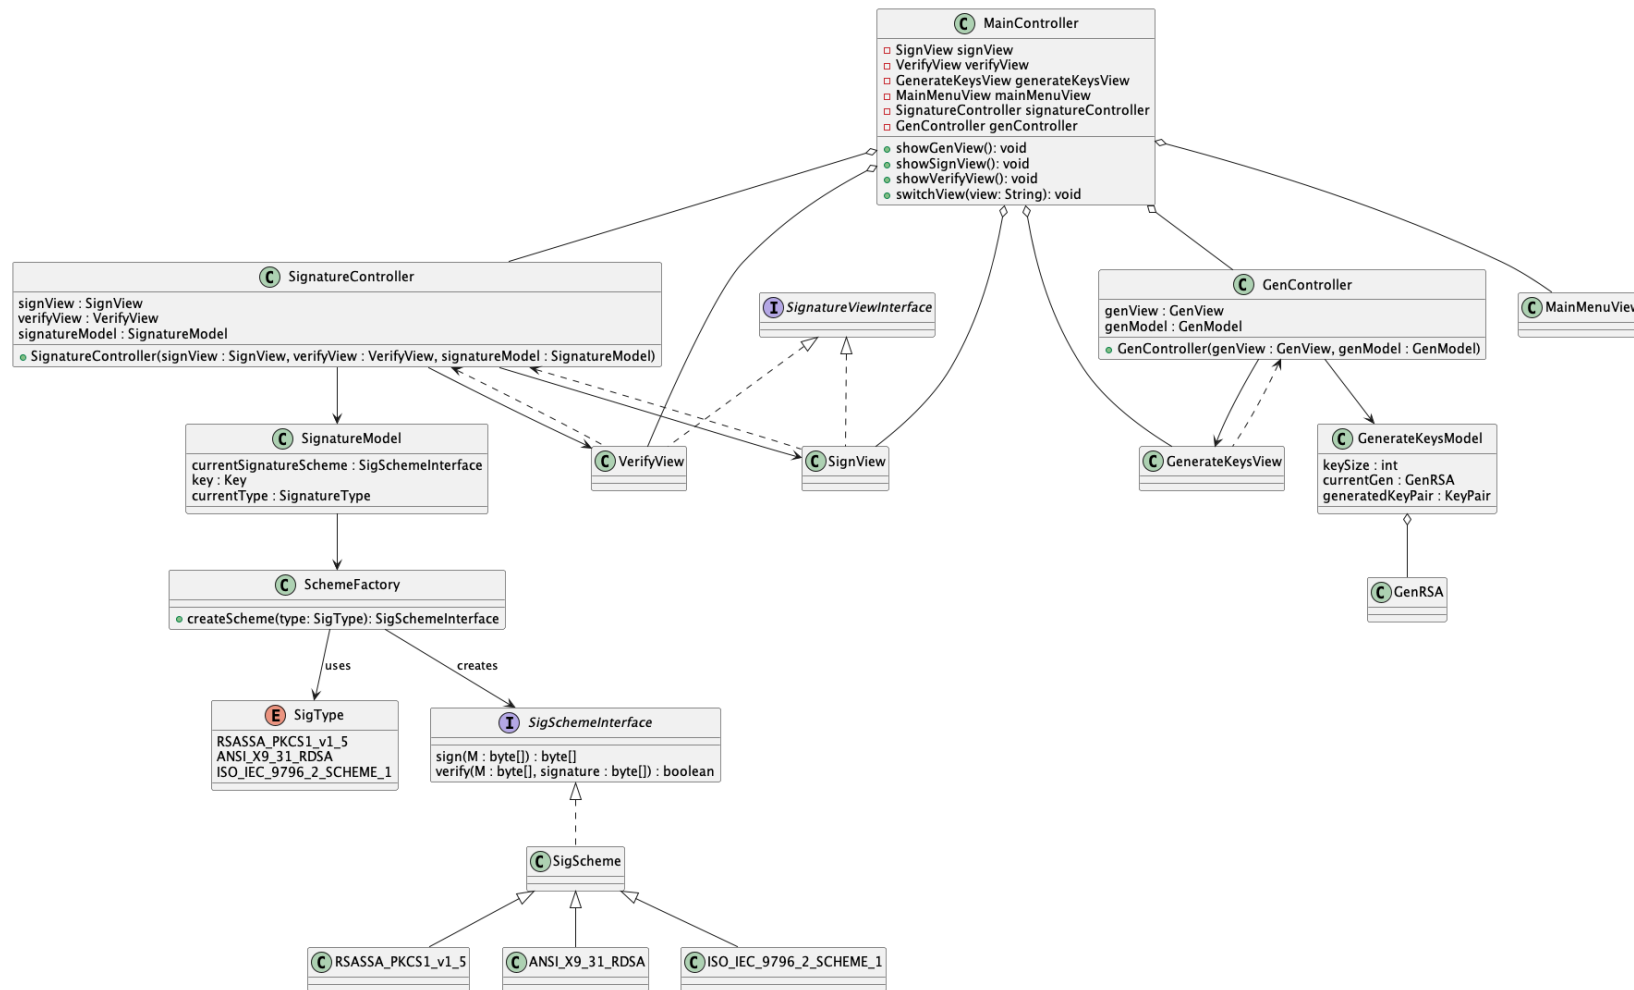 C MainController
SignView signView
VerifyView verifyView
GenerateKeysView generateKeysView
MainMenuView mainMenuView
SignatureController signatureController
GenController genController
showGenView(): void
showSignView(): void
showVerifyView(): void
switchView(view: String): void
C SignatureController
signView : SignView
verifyView : VerifyView
signatureModel : SignatureModel
SignatureController(signView : SignView, verifyView : VerifyView, signatureModel : SignatureModel)
I SignatureViewInterface
C GenController
genView : GenView
genModel : GenModel
GenController(genView : GenView, genModel : GenModel)
C MainMenuView
C SignatureModel
currentSignatureScheme : SigSchemeInterface
key : Key
currentType : SignatureType
C VerifyView
C SignView
C GenerateKeysView
C GenerateKeysModel
keySize : int
currentGen : GenRSA
generatedKeyPair : KeyPair
C SchemeFactory
createScheme(type: SigType): SigSchemeInterface
C GenRSA
uses
creates
E SigType
RSASSA_PKCS1_v1_5
ANSI_X9_31_RDSA
ISO_IEC_9796_2_SCHEME_1
I SigSchemeInterface
sign(M : byte[]) : byte[]
verify(M : byte[], signature : byte[]) : boolean
C SigScheme
C RSASSA_PKCS1_v1_5
C ANSI_X9_31_RDSA
C ISO_IEC_9796_2_SCHEME_1